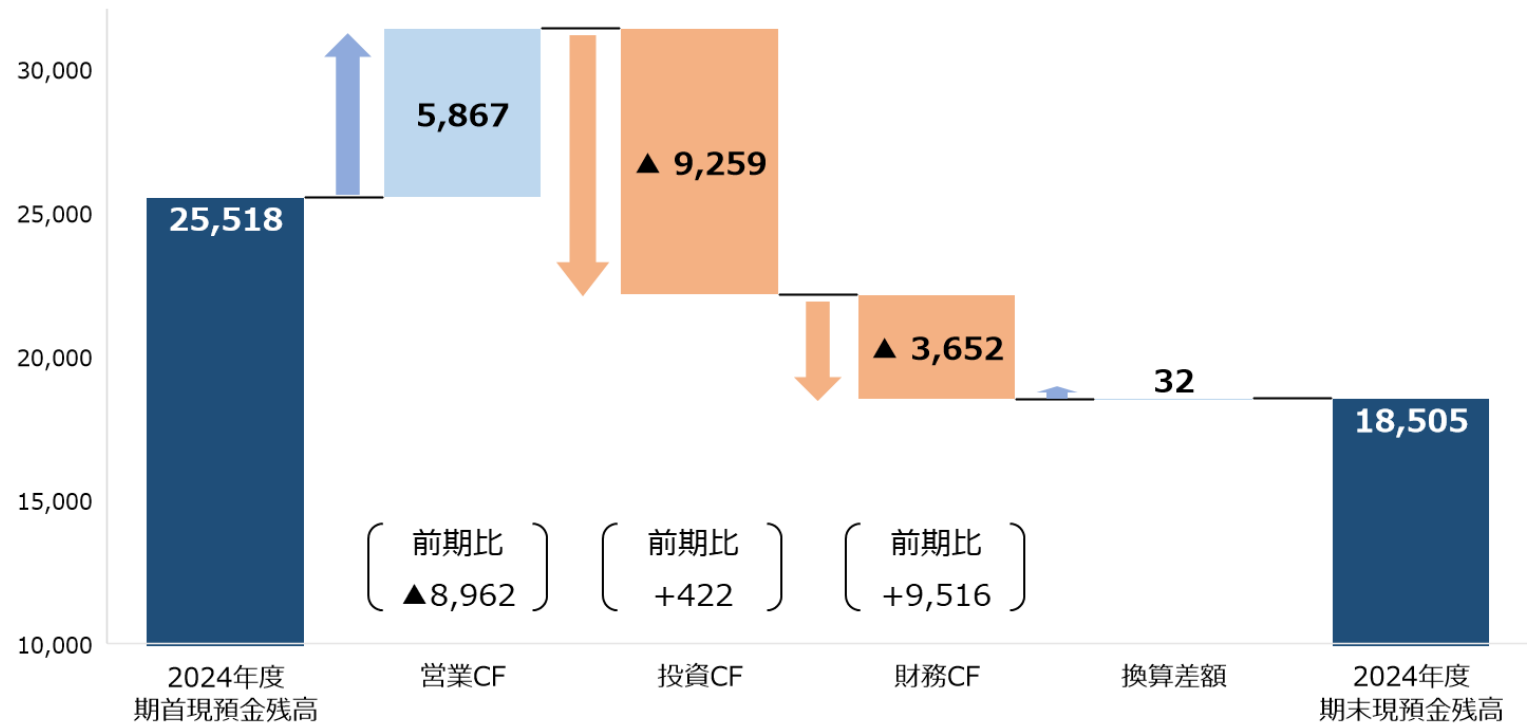 30,000
25,000
20,000
15,000
10,000
25,518
5,867
▲ 9,259
▲ 3,652
32
18,505
前期比
▲8,962
前期比
+422
前期比
+9,516
2024年度
期首現預金残高
営業CF
投資CF
財務CF
換算差額
2024年度
期末現預金残高